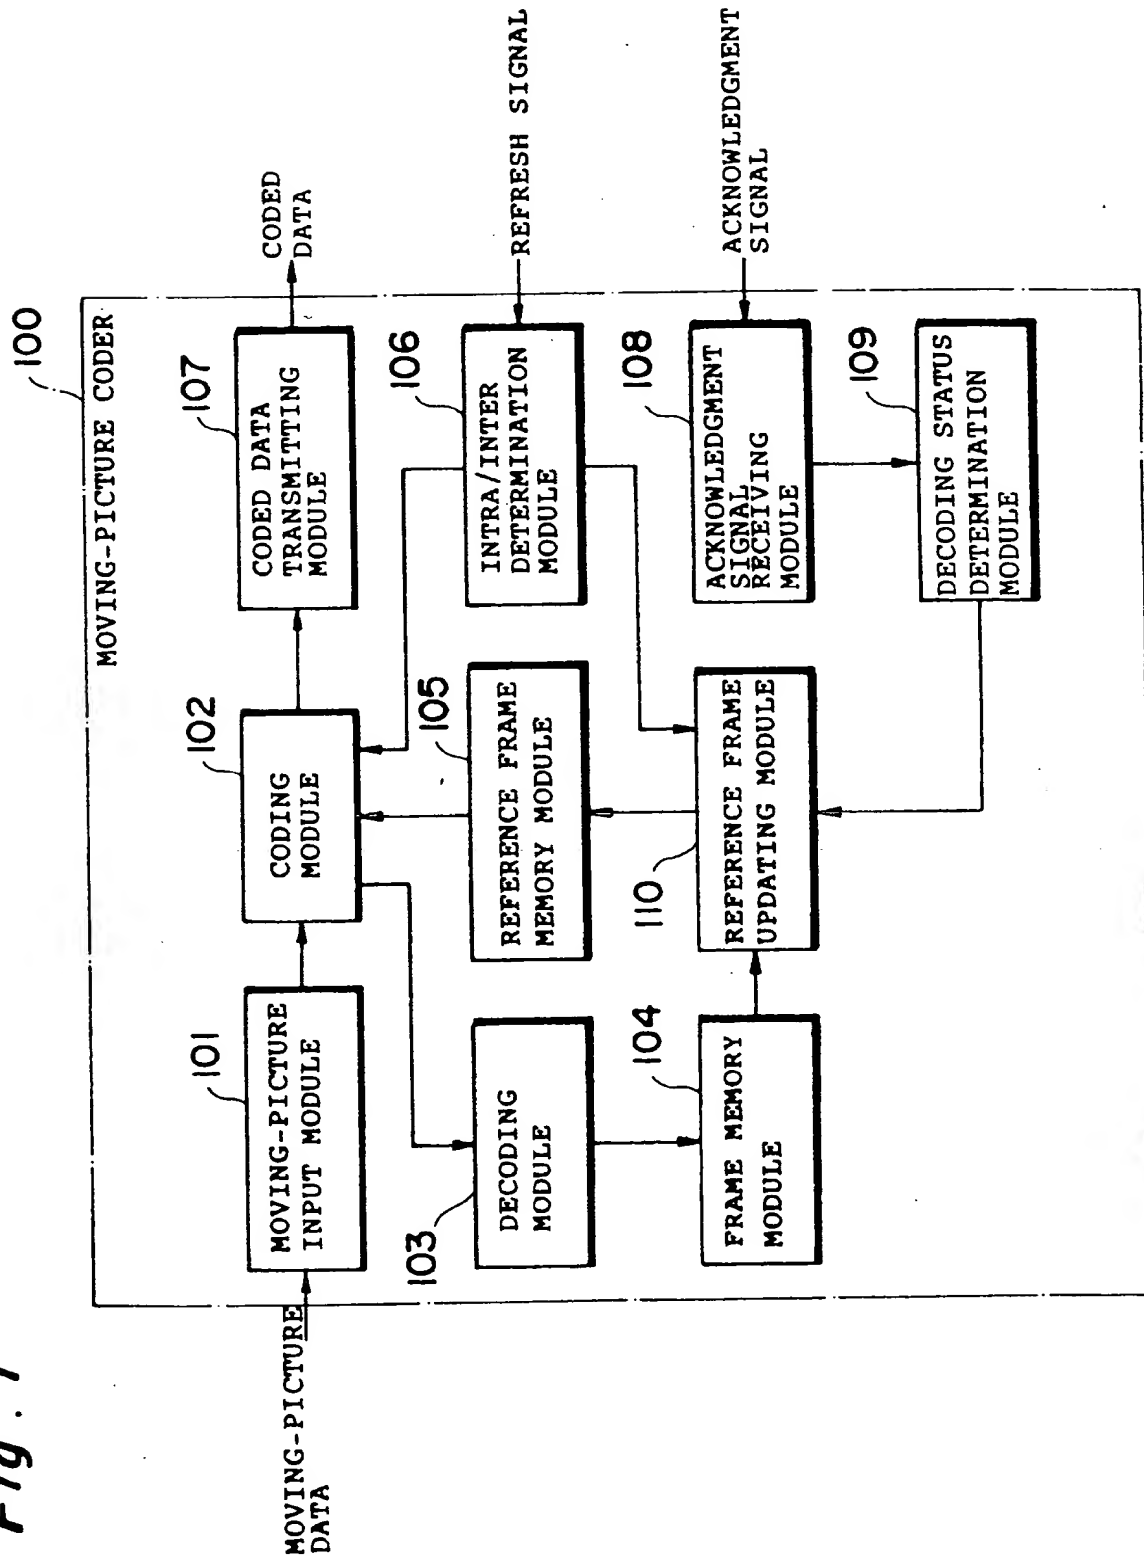 Fig. 1
100
MOVING-PICTURE CODER
MOVING-PICTURE
DATA
101
MOVING-PICTURE
INPUT MODULE
102
CODING
MODULE
107
CODED DATA
TRANSMITTING
MODULE
CODED
DATA
103
DECODING
MODULE
105
REFERENCE FRAME
MEMORY MODULE
106
INTRA/INTER
DETERMINATION
MODULE
REFRESH SIGNAL
104
FRAME MEMORY
MODULE
110
REFERENCE FRAME
UPDATING MODULE
108
ACKNOWLEDGMENT
SIGNAL
RECEIVING
MODULE
ACKNOWLEDGMENT
SIGNAL
109
DECODING STATUS
DETERMINATION
MODULE